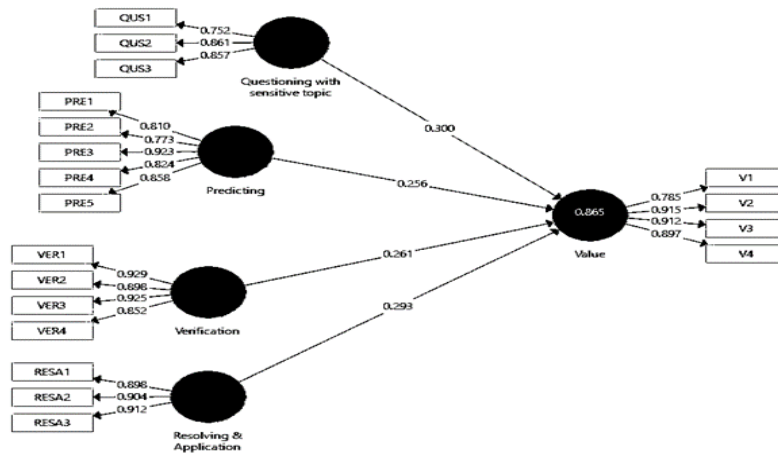 QUS1
0.752
QUS2
0.861
QUS3
0.857
Questioning with
sensitive topic
0.300
PRE1
0.810
PRE2
0.773
PRE3
0.923
PRE4
0.824
PRE5
0.858
Predicting
0.256
0.865
Value
V1
0.785
V2
0.915
V3
0.912
V4
0.897
VER1
0.929
VER2
0.898
VER3
0.925
VER4
0.852
Verification
0.261
0.293
RESA1
0.898
RESA2
0.904
RESA3
0.912
Resolving &
Application